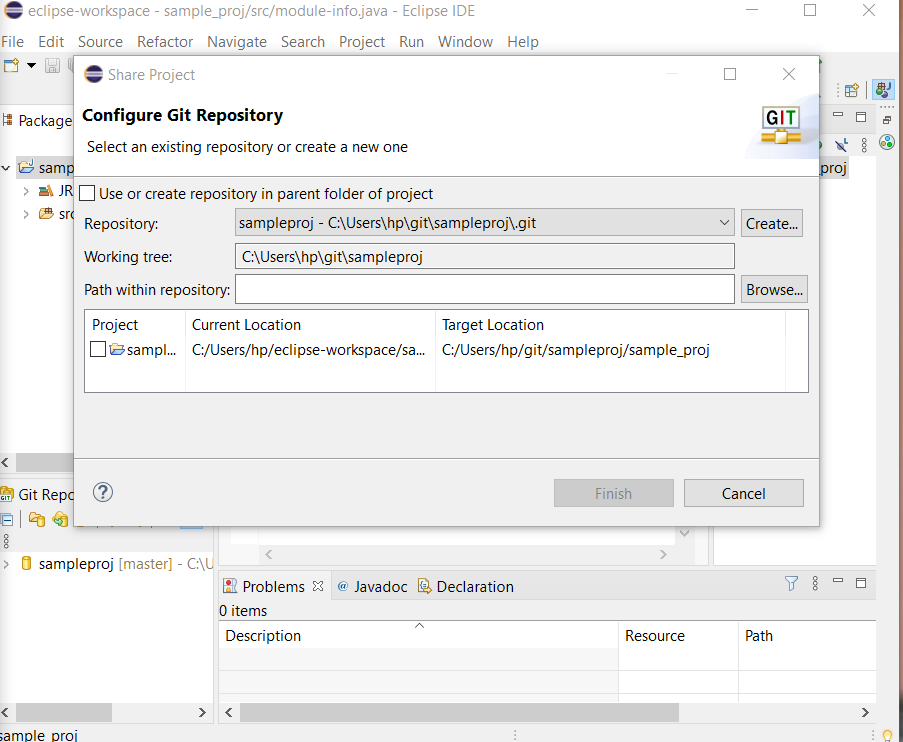 eclipse-workspace - sample_proj/src/module-info.java - Eclipse IDE
File Edit Source Refactor Navigate Search Project Run Window Help
Share Project
Configure Git Repository
GIT
Select an existing repository or create a new one
Package
samp
proj
JR
src
Use or create repository in parent folder of project
Repository: sampleproj - C:\Users\hp\git\sampleproj\.git Create...
Working tree: C:\Users\hp\git\sampleproj
Path within repository: Browse...
Project Current Location Target Location
sampl... C:/Users/hp/eclipse-workspace/sa... C:/Users/hp/git/sampleproj/sample_proj
Finish Cancel
Git Repo
sampleproj [master] - C:\U
Problems @ Javadoc Declaration
0 items
Description Resource Path
sample_proj